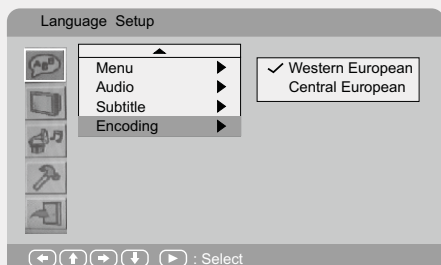 Language Setup
Menu
Audio
Subtitle
Encoding
Western European
Central European
: Select